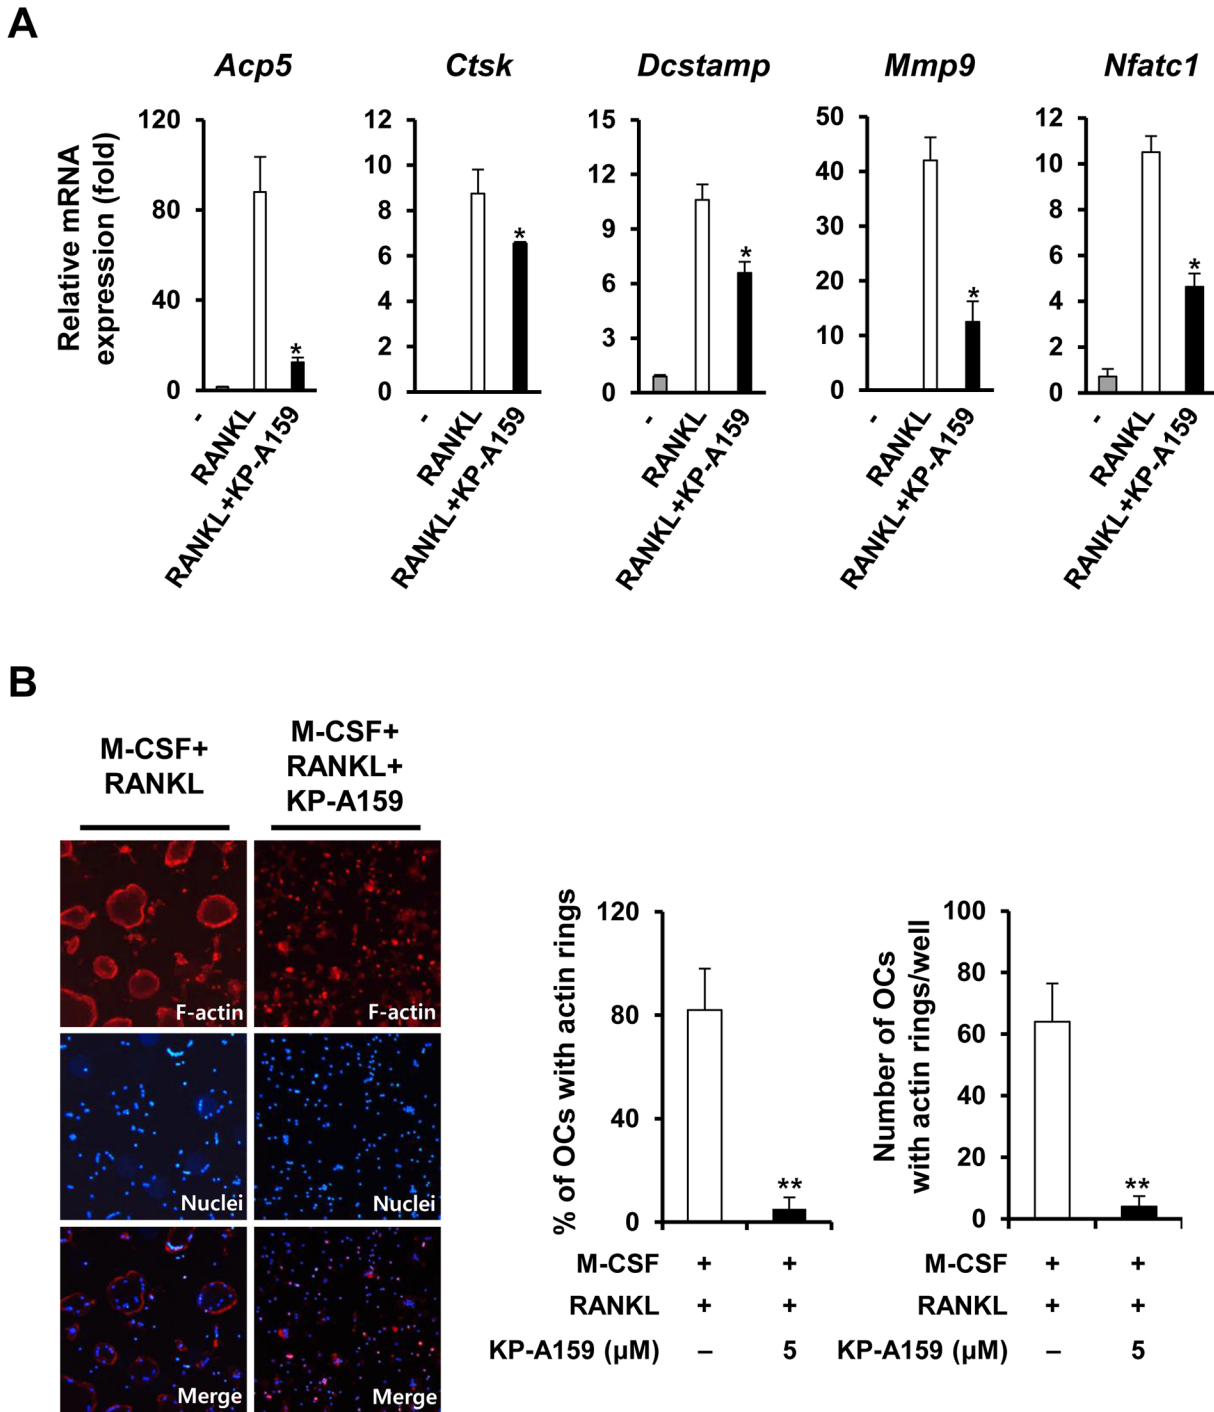 A
Acp5
Ctsk
Dcstamp
Mmp9
Nfatc1
Relative mRNA
expression (fold)
120
80
40
0
12
10
8
6
4
2
0
15
12
9
6
3
0
50
40
30
20
10
0
12
10
8
6
4
2
0
*
*
*
*
*
-
RANKL
RANKL+KP-A159
-
RANKL
RANKL+KP-A159
-
RANKL
RANKL+KP-A159
-
RANKL
RANKL+KP-A159
-
RANKL
RANKL+KP-A159
B
M-CSF+
RANKL
M-CSF+
RANKL+
KP-A159
F-actin
F-actin
Nuclei
Nuclei
Merge
Merge
% of OCs with actin rings
120
80
40
0
**
M-CSF + +
RANKL + +
KP-A159 (µM) – 5
Number of OCs
with actin rings/well
100
80
60
40
20
0
**
M-CSF + +
RANKL + +
KP-A159 (µM) – 5